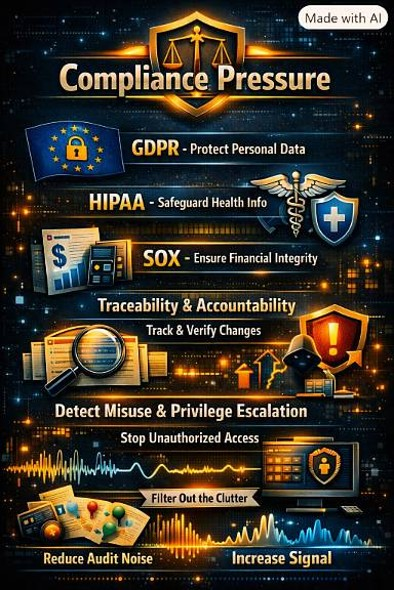 Made with AI
Compliance Pressure
GDPR - Protect Personal Data
HIPAA - Safeguard Health Info
$
SOX - Ensure Financial Integrity
Traceability & Accountability
Track & Verify Changes
!
Detect Misuse & Privilege Escalation
Stop Unauthorized Access
Filter Out the Clutter
Reduce Audit Noise
Increase Signal